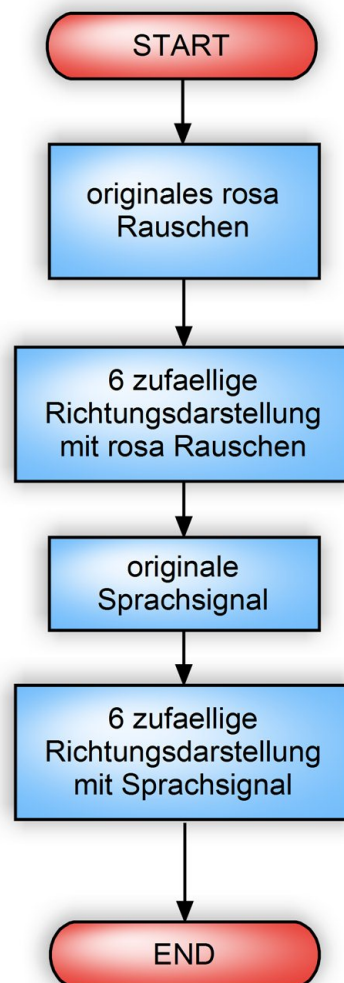 START
originales rosa
Rauschen
6 zufaellige
Richtungsdarstellung
mit rosa Rauschen
originale
Sprachsignal
6 zufaellige
Richtungsdarstellung
mit Sprachsignal
END